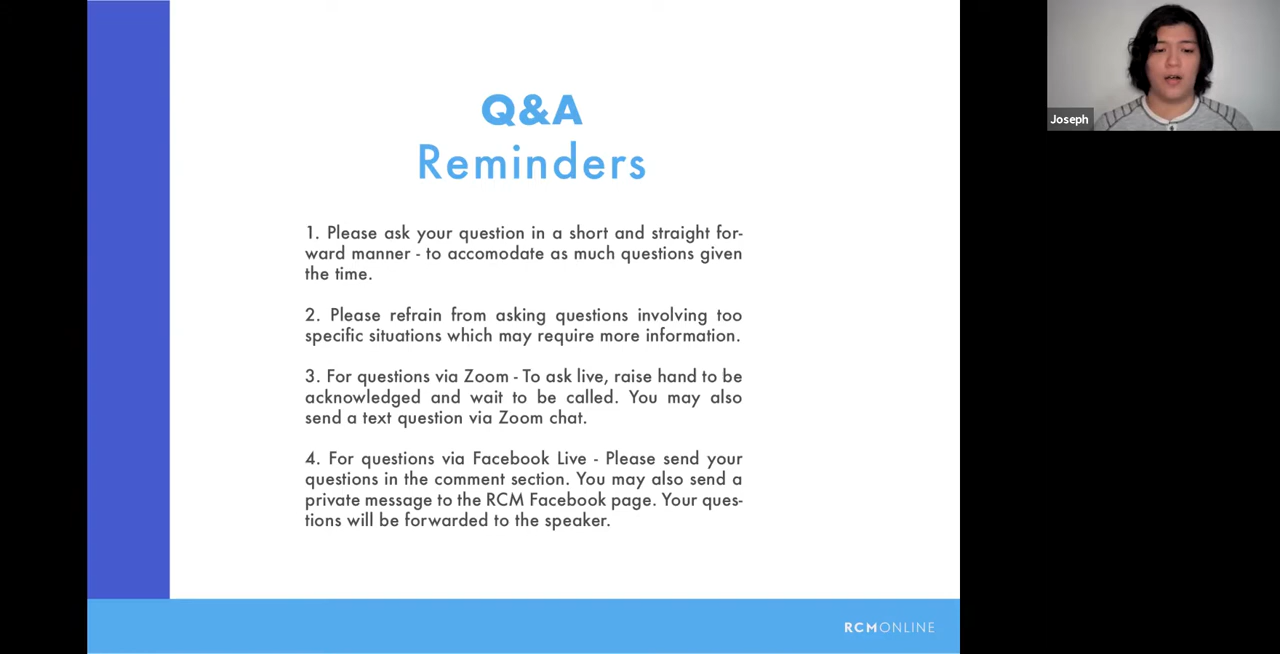 Q&A
Reminders
1. Please ask your question in a short and straight for-
ward manner - to accomodate as much questions given
the time.
2. Please refrain from asking questions involving too
specific situations which may require more information.
3. For questions via Zoom - To ask live, raise hand to be
acknowledged and wait to be called. You may also
send a text question via Zoom chat.
4. For questions via Facebook Live - Please send your
questions in the comment section. You may also send a
private message to the RCM Facebook page. Your ques-
tions will be forwarded to the speaker.
RCMONLINE
Joseph